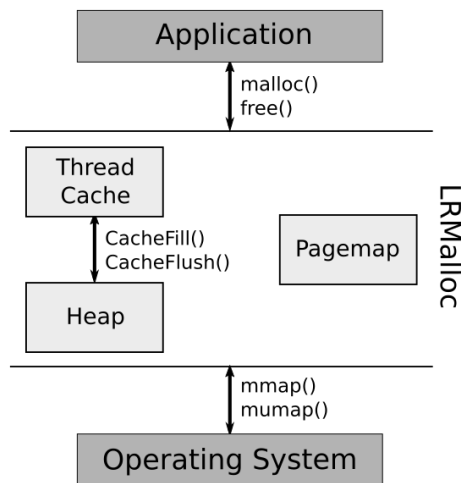 Application
malloc()
free()
Thread
Cache
CacheFill()
CacheFlush()
Pagemap
LRMalloc
Heap
mmap()
mumap()
Operating System